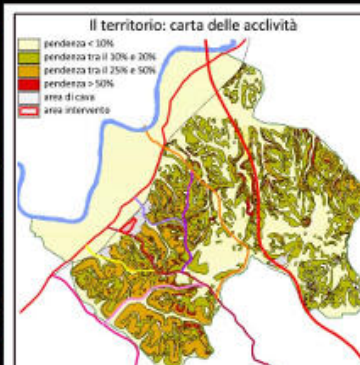 Il territorio: carta delle acclività
pendenza < 10%
pendenza tra il 10% e 20%
pendenza tra il 25% e 50%
pendenza > 50%
area di cava
area intervento